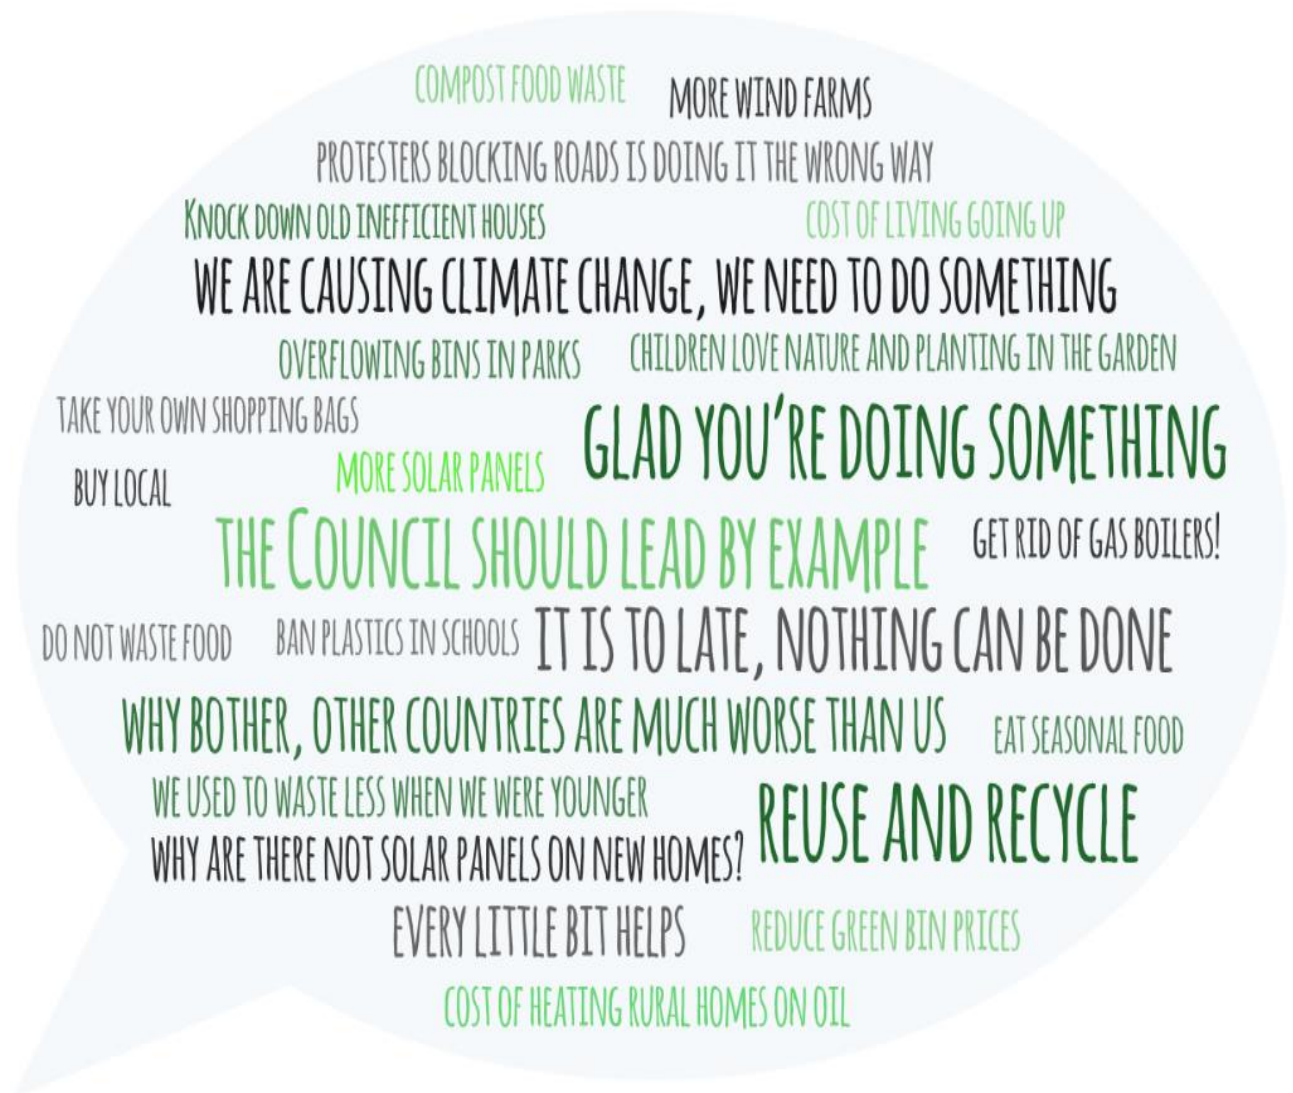 COMPOST FOOD WASTE
MORE WIND FARMS
PROTESTERS BLOCKING ROADS IS DOING IT THE WRONG WAY
KNOCK DOWN OLD INEFFICIENT HOUSES
COST OF LIVING GOING UP
WE ARE CAUSING CLIMATE CHANGE, WE NEED TO DO SOMETHING
OVERFLOWING BINS IN PARKS
CHILDREN LOVE NATURE AND PLANTING IN THE GARDEN
TAKE YOUR OWN SHOPPING BAGS
GLAD YOU'RE DOING SOMETHING
BUY LOCAL
MORE SOLAR PANELS
THE COUNCIL SHOULD LEAD BY EXAMPLE
GET RID OF GAS BOILERS!
DO NOT WASTE FOOD
BAN PLASTICS IN SCHOOLS
IT IS TO LATE, NOTHING CAN BE DONE
WHY BOTHER, OTHER COUNTRIES ARE MUCH WORSE THAN US
EAT SEASONAL FOOD
WE USED TO WASTE LESS WHEN WE WERE YOUNGER
REUSE AND RECYCLE
WHY ARE THERE NOT SOLAR PANELS ON NEW HOMES?
EVERY LITTLE BIT HELPS
REDUCE GREEN BIN PRICES
COST OF HEATING RURAL HOMES ON OIL